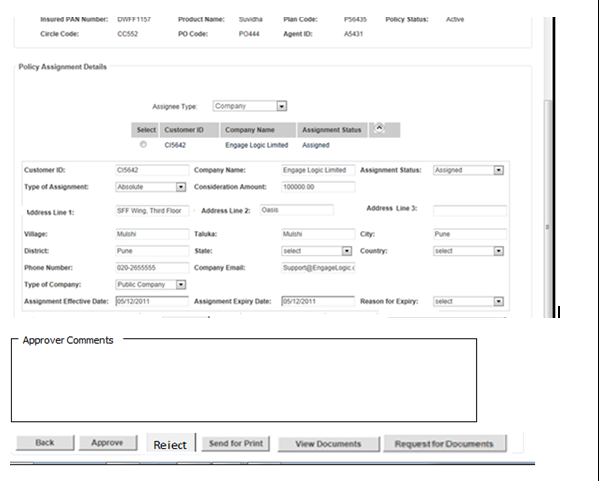 Insured PAN Number: DWFF1157 Product Name: Suvidha Plan Code: P56435 Policy Status: Active
Circle Code: CC552 PO Code: PO444 Agent ID: A5431
Policy Assignment Details
Assignee Type: Company
Select Customer ID Company Name Assignment Status
CI5642 Engage Logic Limited Assigned
Customer ID: CI5642 Company Name: Engage Logic Limited Assignment Status: Assigned
Type of Assignment: Absolute Consideration Amount: 100000.00
Address Line 1: SFF Wing, Third Floor Address Line 2: Oasis Address Line 3:
Village: Mulshi Taluka: Mulshi City: Pune
District: Pune State: select Country: select
Phone Number: 020-2655555 Company Email: Support@EngageLogic.c
Type of Company: Public Company
Assignment Effective Date: 05/12/2011 Assignment Expiry Date: 05/12/2011 Reason for Expiry: select
Approver Comments
Back Approve Reject Send for Print View Documents Request for Documents